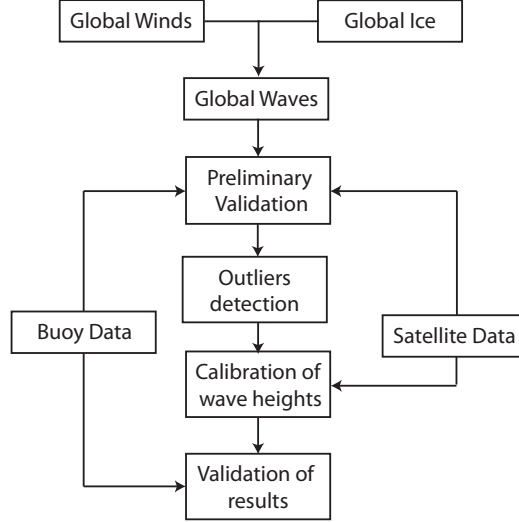 Global Winds
Global Ice
Global Waves
Preliminary
Validation
Outliers
detection
Buoy Data
Satellite Data
Calibration of
wave heights
Validation of
results